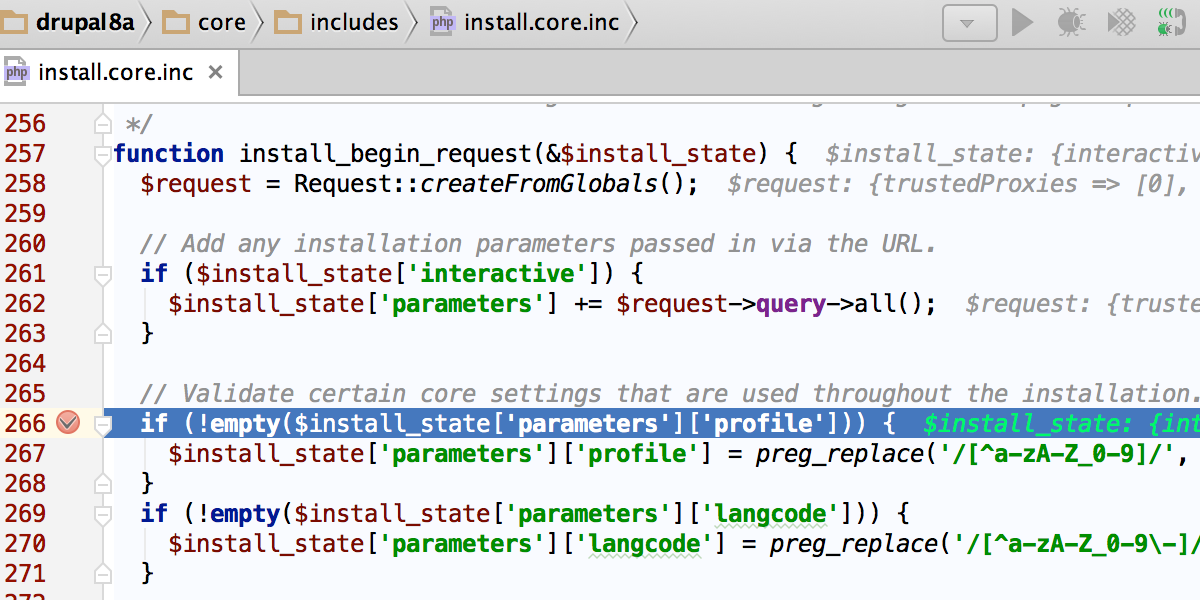 drupal8a core includes php install.core.inc
php install.core.inc ×
256 */
257 function install_begin_request(&$install_state) { $install_state: {interactiv
258 $request = Request::createFromGlobals(); $request: {trustedProxies => [0],
259
260 // Add any installation parameters passed in via the URL.
261 if ($install_state['interactive']) {
262 $install_state['parameters'] += $request->query->all(); $request: {truste
263 }
264
265 // Validate certain core settings that are used throughout the installation.
266 if (!empty($install_state['parameters']['profile'])) { $install_state: {int
267 $install_state['parameters']['profile'] = preg_replace('/[^a-zA-Z_0-9]/',
268 }
269 if (!empty($install_state['parameters']['langcode'])) {
270 $install_state['parameters']['langcode'] = preg_replace('/[^a-zA-Z_0-9\-]/
271 }